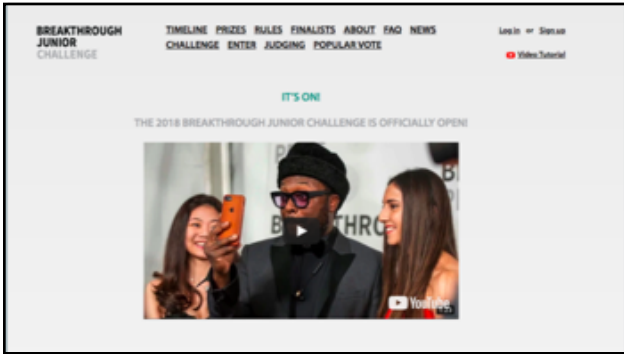 BREAKTHROUGH
JUNIOR
CHALLENGE
TIMELINE PRIZES RULES FINALISTS ABOUT FAQ NEWS
CHALLENGE ENTER JUDGING POPULAR VOTE
Log in or Sign up
Video Tutorial
IT'S ON!
THE 2018 BREAKTHROUGH JUNIOR CHALLENGE IS OFFICIALLY OPEN!
YouTube